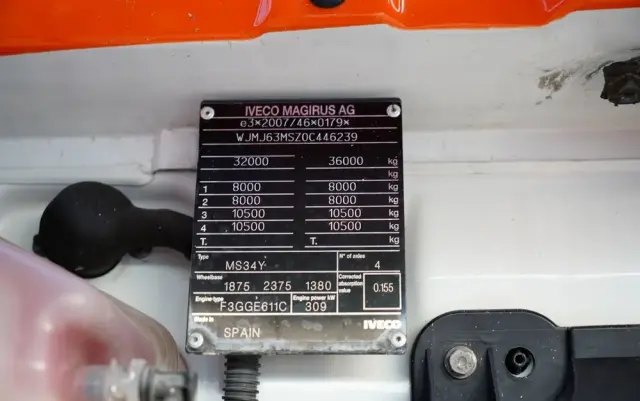 IVECO MAGIRUS AG
e3*2007/46*0179*
WJMJ63MSZ0C446239
32000 36000 kg
kg
1 8000 8000 kg
2 8000 8000 kg
3 10500 10500 kg
4 10500 10500 kg
T. T. kg
Type N° of axles
MS34Y 4
Wheelbase Corrected absorption value
1875 2375 1380 0.155
Engine type Engine power kW
F3GGE611C 309
Made in
SPAIN IVECO